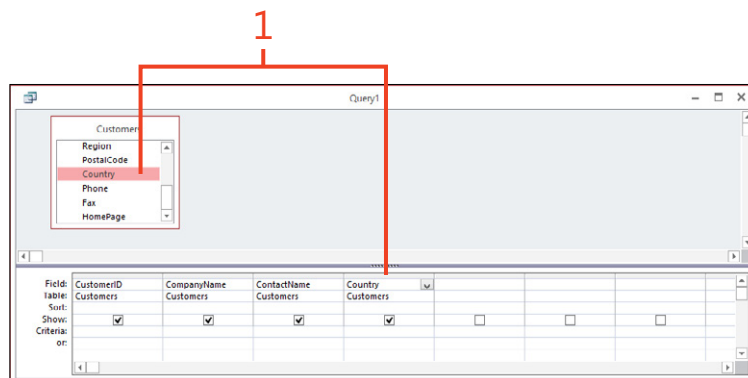 1
Query1
Customers
Region
PostalCode
Country
Phone
Fax
HomePage
Field: CustomerID CompanyName ContactName Country
Table: Customers Customers Customers Customers
Sort:
Show:
Criteria:
or: